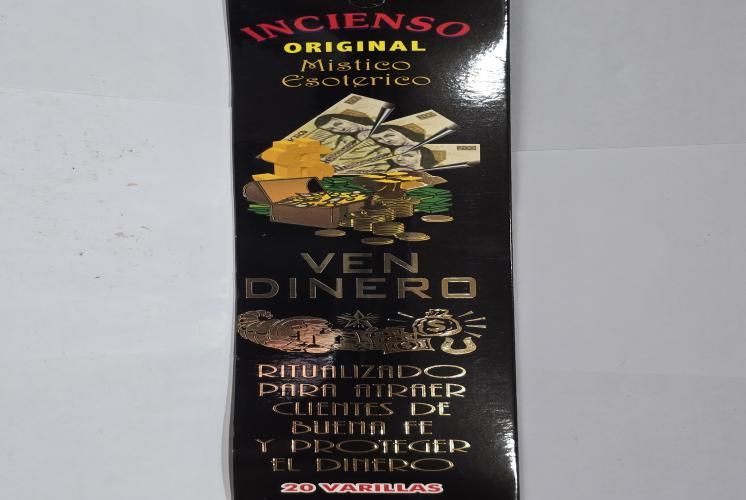 INCIENSO
ORIGINAL
Mistico
Esoterico
VEN
DINERO
RITUALIZADO
PARA ATRAER
CLIENTES DE
BUENA FE
Y PROTEGER
EL DINERO
20 VARILLAS